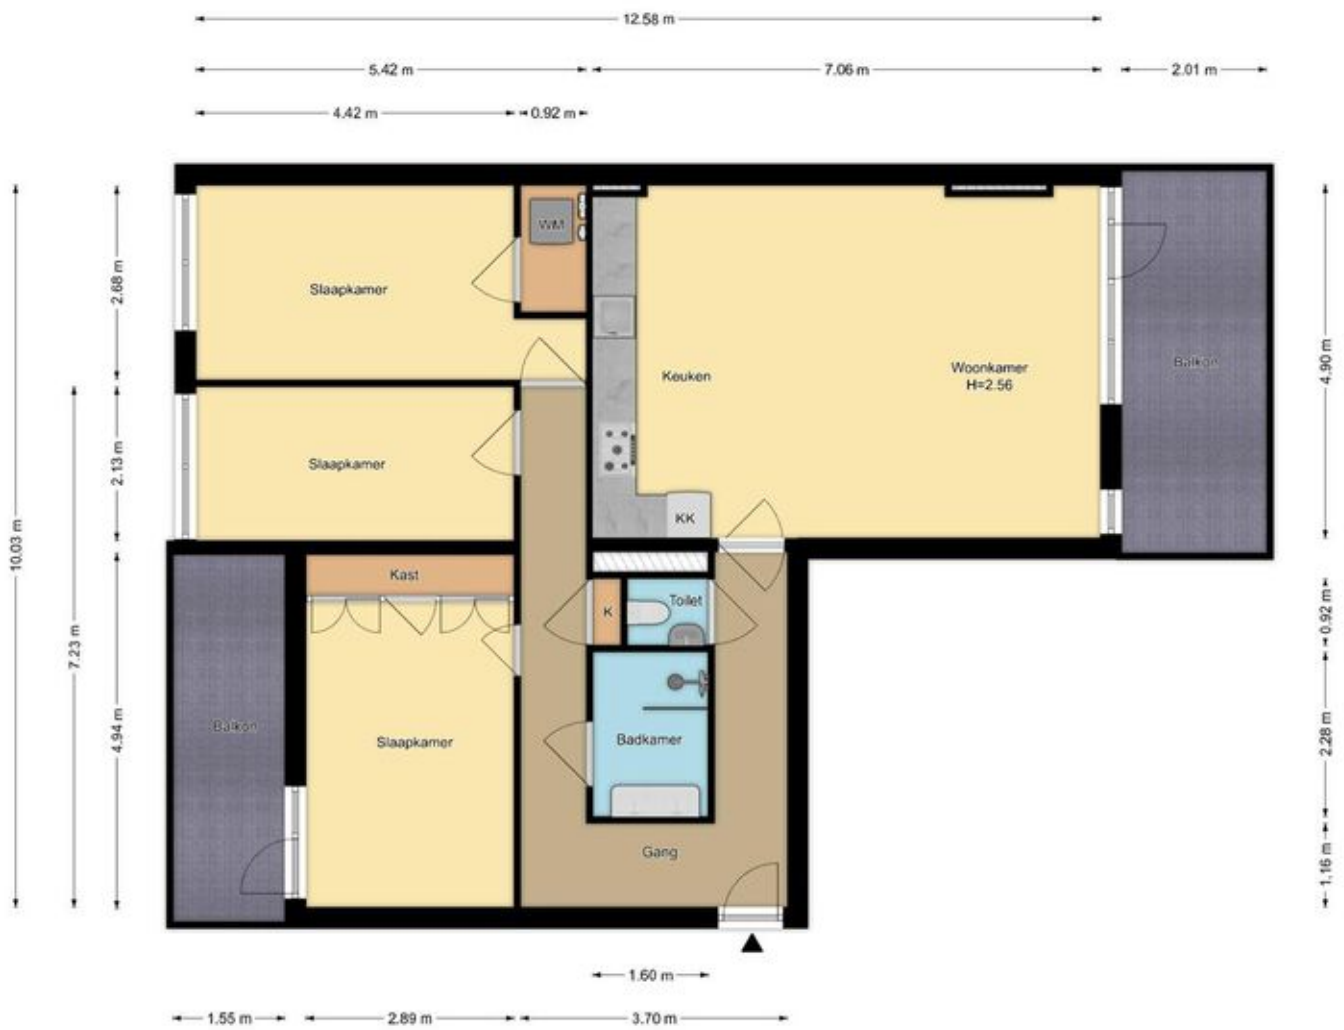 12.58 m
5.42 m
7.06 m
2.01 m
4.42 m
0.92 m
WM
Slaapkamer
2.68 m
Keuken
Woonkamer
H=2.56
Balkon
4.90 m
Slaapkamer
2.13 m
10.03 m
KK
Kast
K
Toilet
0.92 m
7.23 m
4.94 m
Balkon
Slaapkamer
Badkamer
2.28 m
Gang
1.16 m
1.60 m
1.55 m
2.89 m
3.70 m